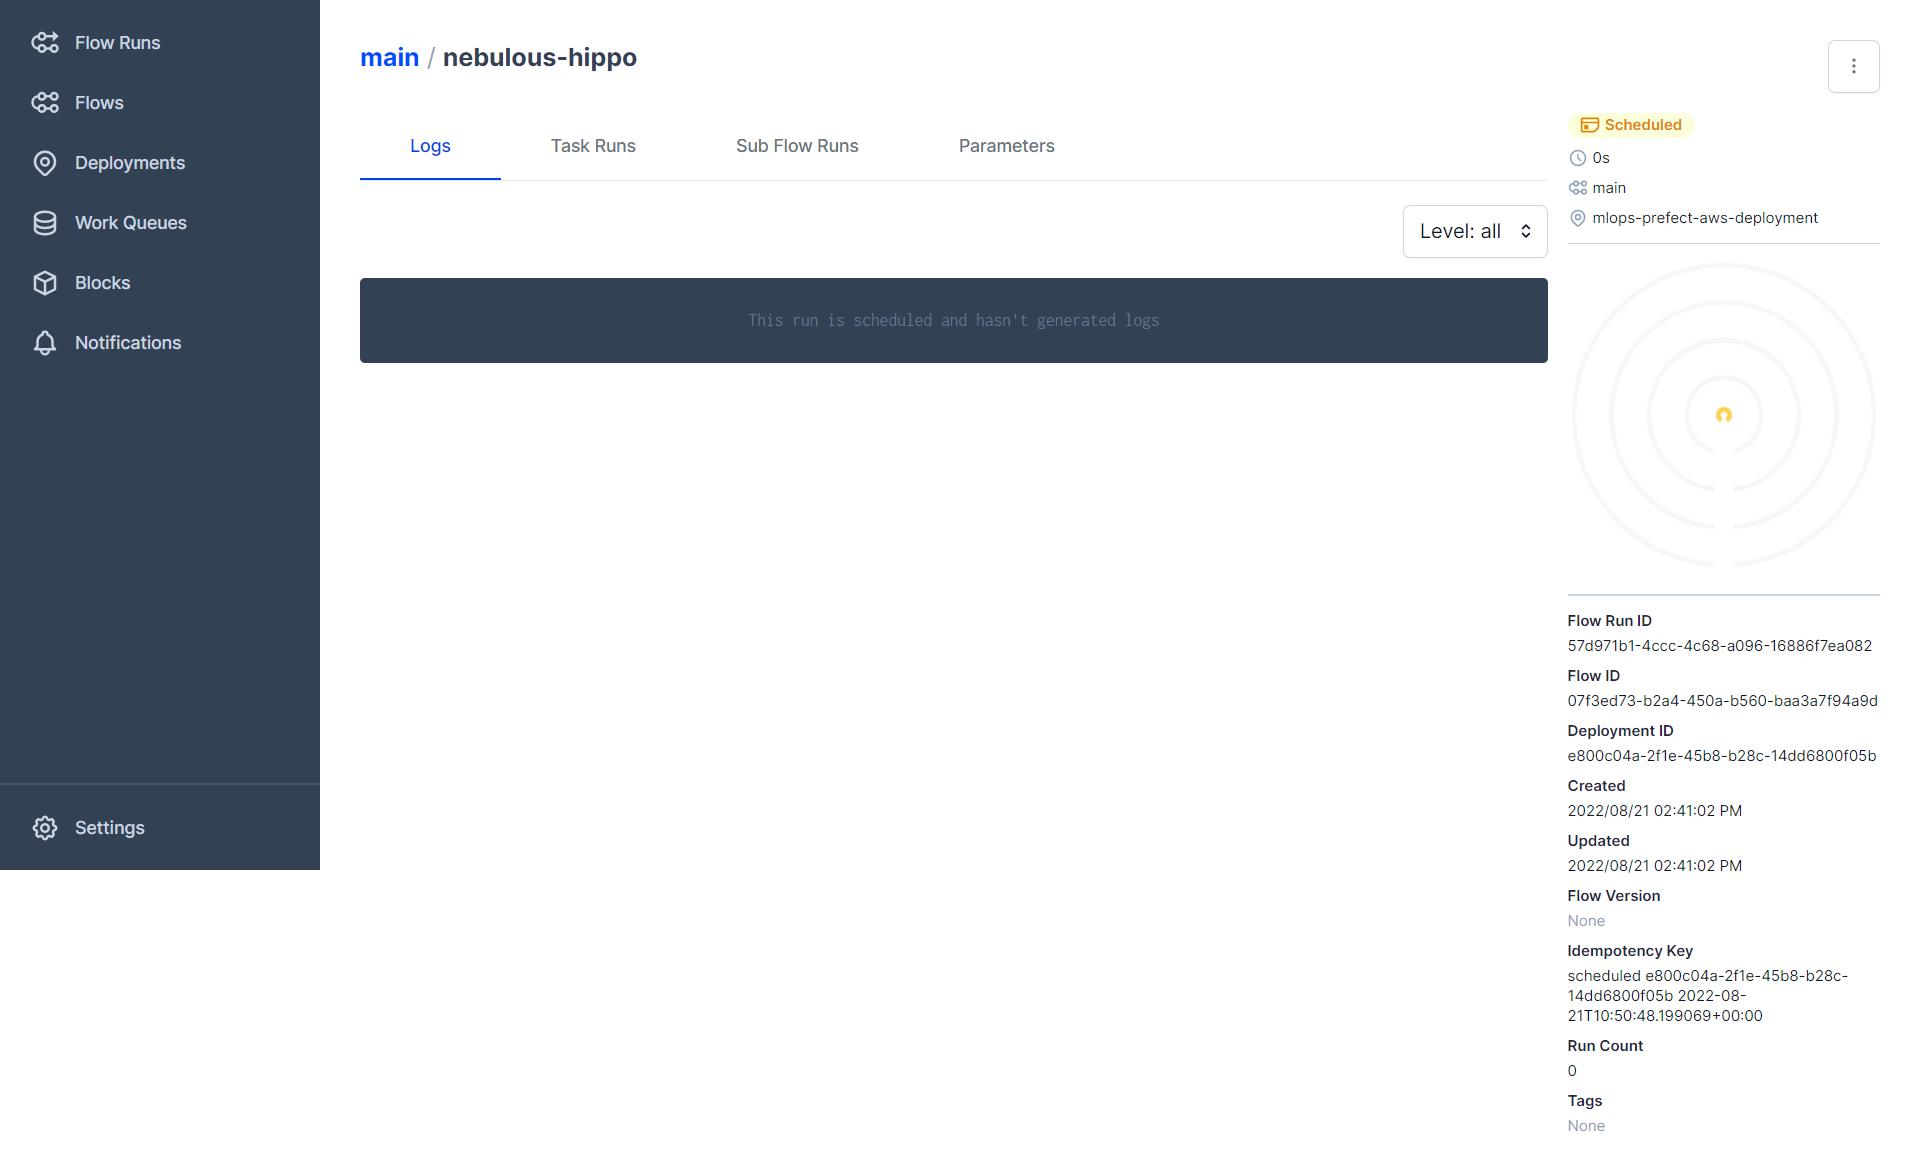 Flow Runs
Flows
Deployments
Work Queues
Blocks
Notifications
Settings
main / nebulous-hippo
Logs
Task Runs
Sub Flow Runs
Parameters
Level: all
This run is scheduled and hasn't generated logs
Scheduled
0s
main
mlops-prefect-aws-deployment
Flow Run ID
57d971b1-4ccc-4c68-a096-16886f7ea082
Flow ID
07f3ed73-b2a4-450a-b560-baa3a7f94a9d
Deployment ID
e800c04a-2f1e-45b8-b28c-14dd6800f05b
Created
2022/08/21 02:41:02 PM
Updated
2022/08/21 02:41:02 PM
Flow Version
None
Idempotency Key
scheduled e800c04a-2f1e-45b8-b28c-
14dd6800f05b 2022-08-
21T10:50:48.199069+00:00
Run Count
0
Tags
None